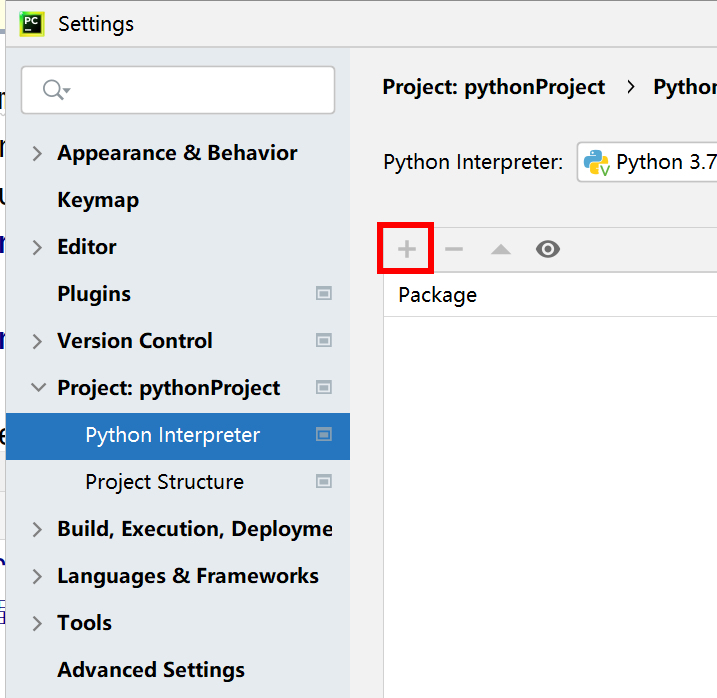 PC
Settings
Project: pythonProject
Python Interpreter: Python 3.7
Appearance & Behavior
Keymap
Editor
Plugins
Version Control
Project: pythonProject
Python Interpreter
Project Structure
Build, Execution, Deployme
Languages & Frameworks
Tools
Advanced Settings
Package